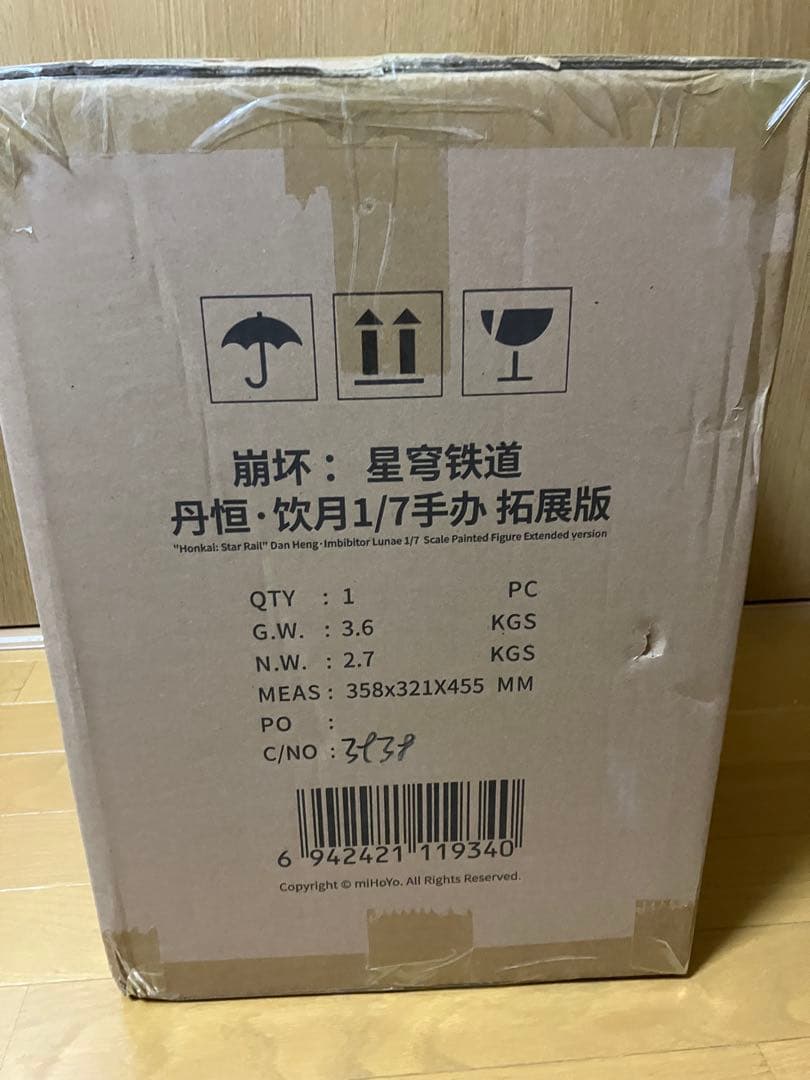 崩坏：星穹铁道
丹恒·饮月1/7手办 拓展版
"Honkai: Star Rail" Dan Heng·Imbibitor Lunae 1/7 Scale Painted Figure Extended version
QTY : 1 PC
G.W. : 3.6 KGS
N.W. : 2.7 KGS
MEAS : 358x321X455 MM
PO :
C/NO :
6 942421 119340
Copyright © miHoYo. All Rights Reserved.